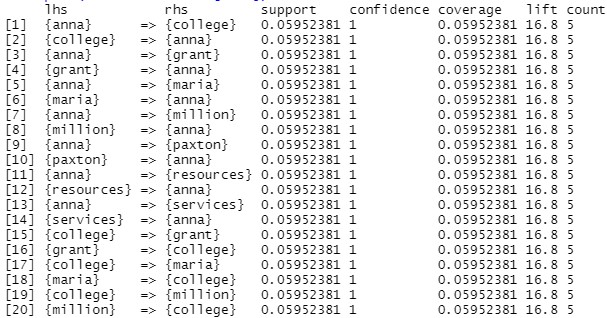 lhs rhs support confidence coverage lift count
[1] {anna} => {college} 0.05952381 1 0.05952381 16.8 5
[2] {college} => {anna} 0.05952381 1 0.05952381 16.8 5
[3] {anna} => {grant} 0.05952381 1 0.05952381 16.8 5
[4] {grant} => {anna} 0.05952381 1 0.05952381 16.8 5
[5] {anna} => {maria} 0.05952381 1 0.05952381 16.8 5
[6] {maria} => {anna} 0.05952381 1 0.05952381 16.8 5
[7] {anna} => {million} 0.05952381 1 0.05952381 16.8 5
[8] {million} => {anna} 0.05952381 1 0.05952381 16.8 5
[9] {anna} => {paxton} 0.05952381 1 0.05952381 16.8 5
[10] {paxton} => {anna} 0.05952381 1 0.05952381 16.8 5
[11] {anna} => {resources} 0.05952381 1 0.05952381 16.8 5
[12] {resources} => {anna} 0.05952381 1 0.05952381 16.8 5
[13] {anna} => {services} 0.05952381 1 0.05952381 16.8 5
[14] {services} => {anna} 0.05952381 1 0.05952381 16.8 5
[15] {college} => {grant} 0.05952381 1 0.05952381 16.8 5
[16] {grant} => {college} 0.05952381 1 0.05952381 16.8 5
[17] {college} => {maria} 0.05952381 1 0.05952381 16.8 5
[18] {maria} => {college} 0.05952381 1 0.05952381 16.8 5
[19] {college} => {million} 0.05952381 1 0.05952381 16.8 5
[20] {million} => {college} 0.05952381 1 0.05952381 16.8 5